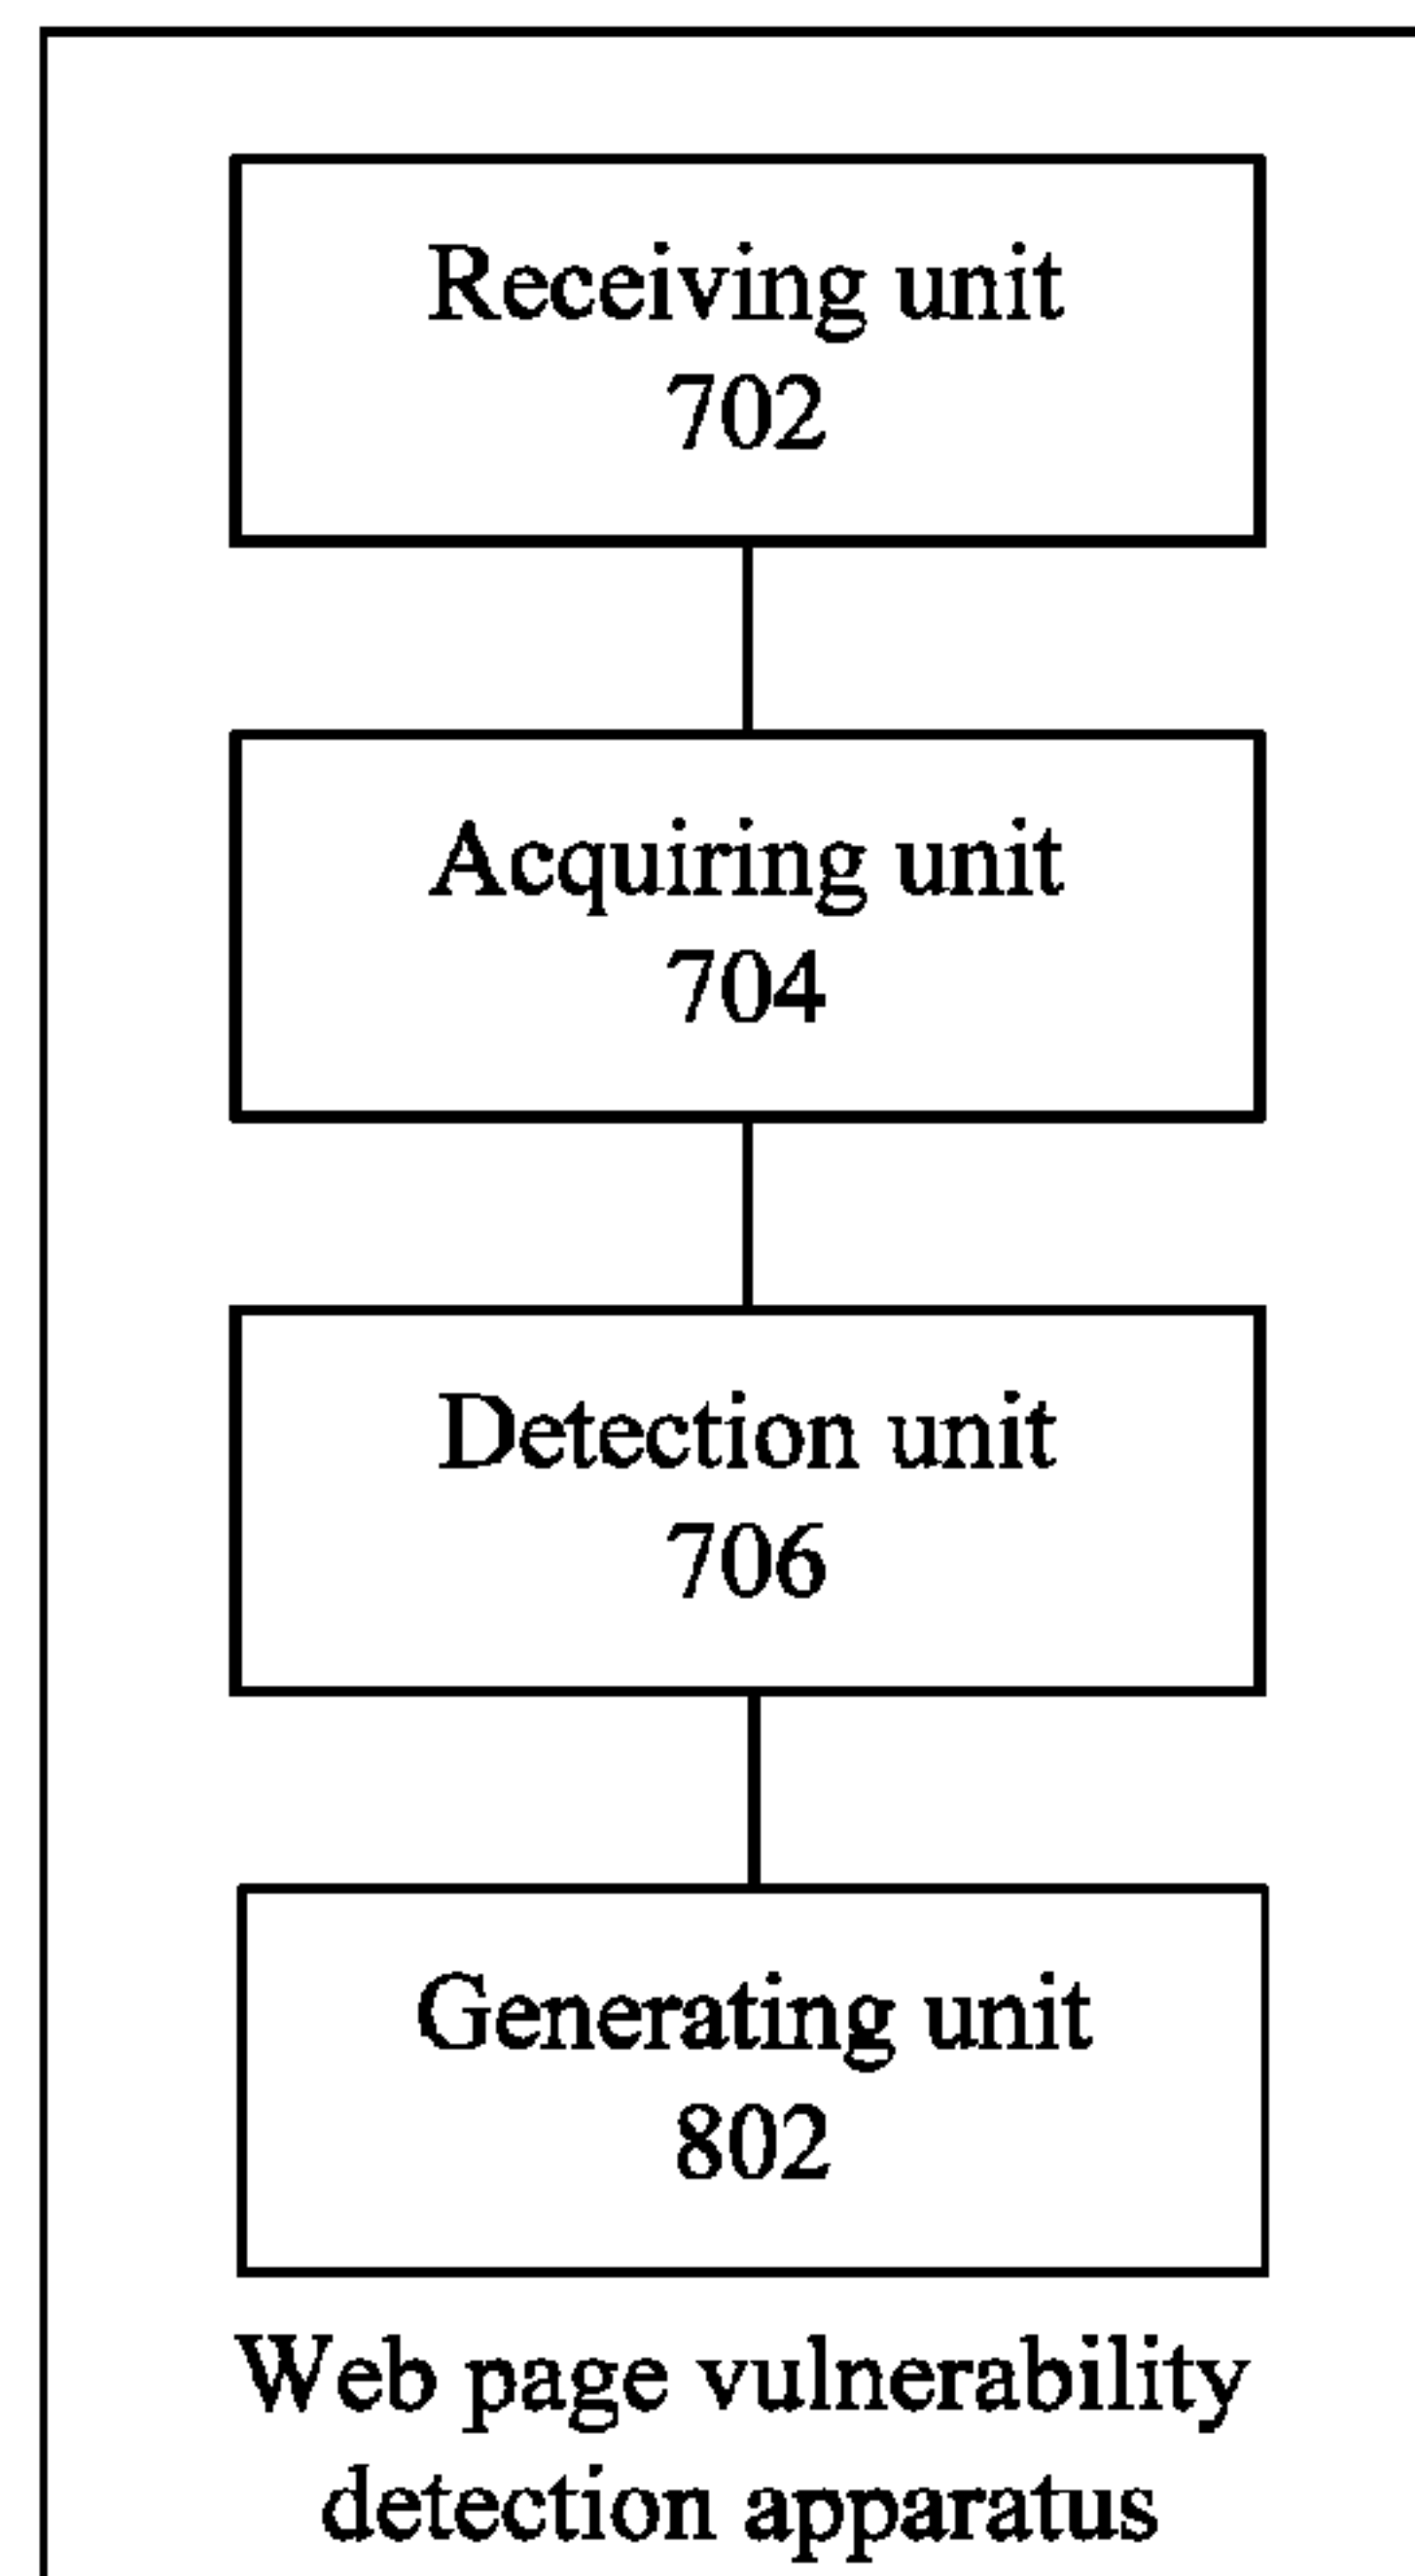 Receiving unit
702
Acquiring unit
704
Detection unit
706
Generating unit
802
Web page vulnerability
detection apparatus